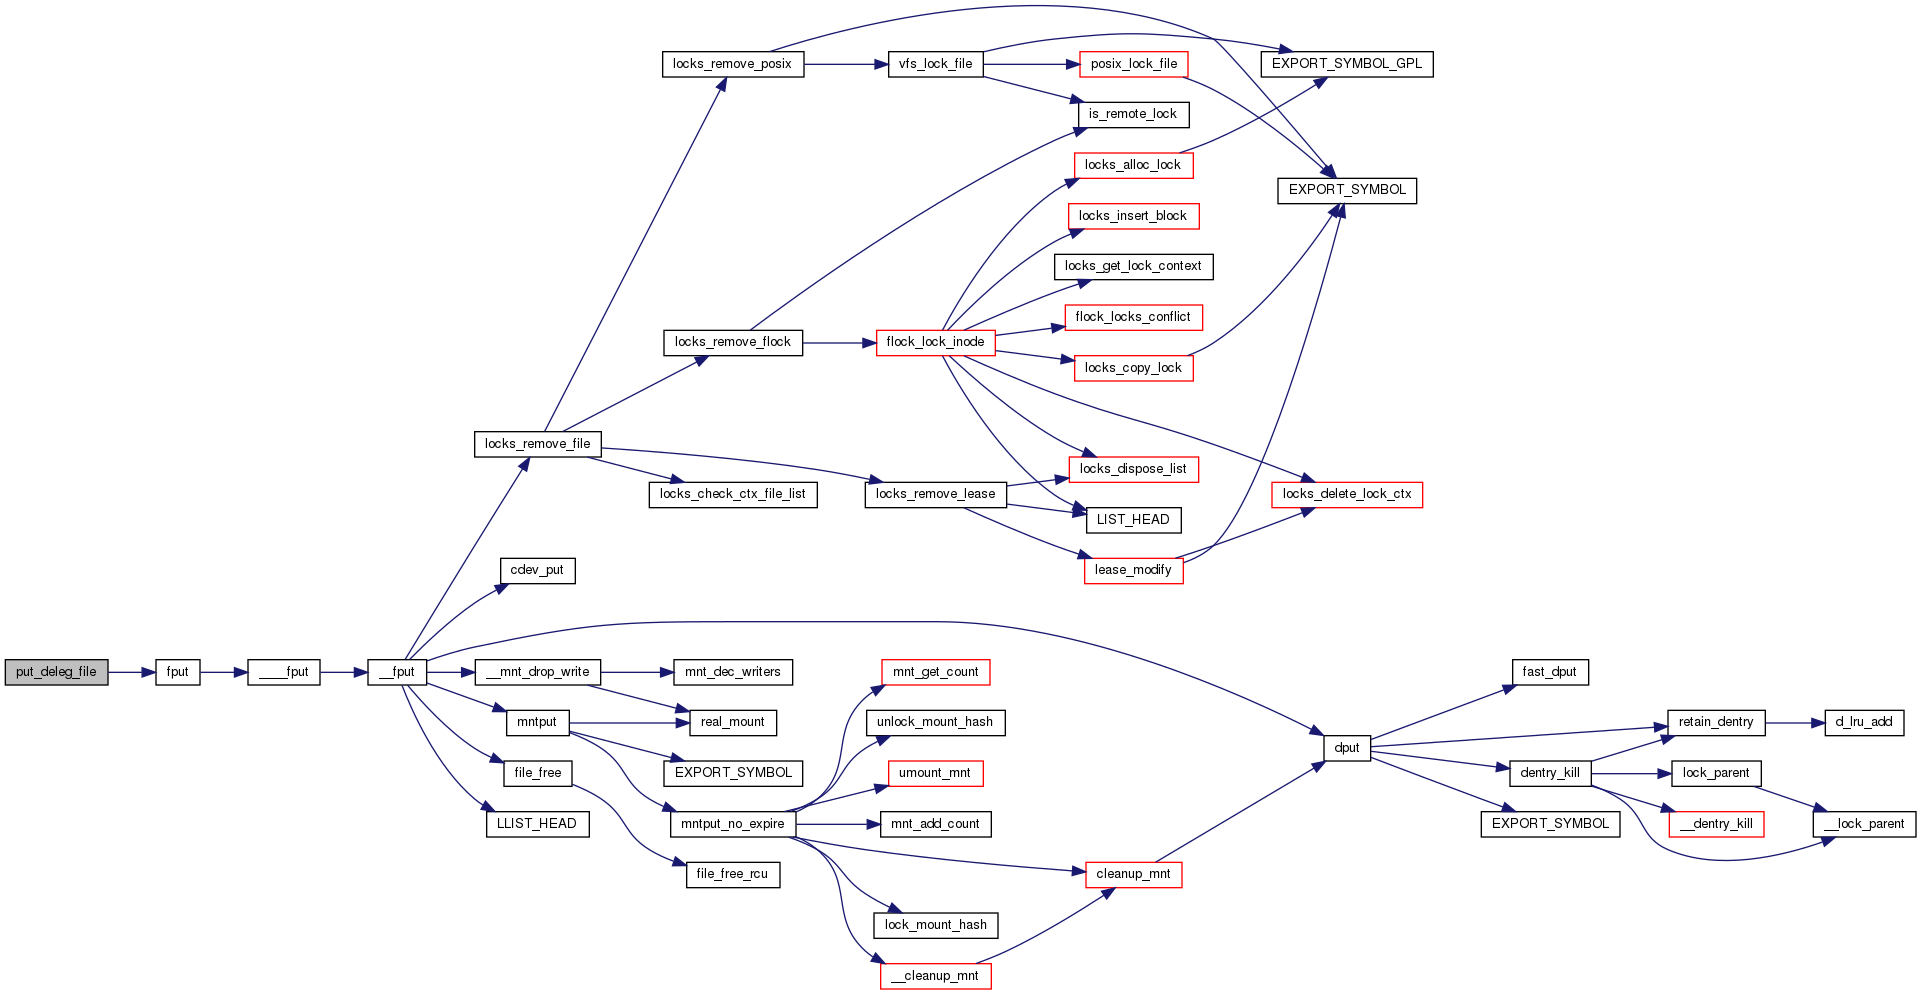 locks_remove_posix
vfs_lock_file
posix_lock_file
EXPORT_SYMBOL_GPL
is_remote_lock
locks_alloc_lock
EXPORT_SYMBOL
locks_insert_block
locks_get_lock_context
flock_locks_conflict
locks_remove_flock
flock_lock_inode
locks_copy_lock
locks_remove_file
locks_dispose_list
locks_check_ctx_file_list
locks_remove_lease
locks_delete_lock_ctx
LIST_HEAD
cdev_put
lease_modify
put_deleg_file
fput
____fput
__fput
__mnt_drop_write
mnt_dec_writers
mnt_get_count
fast_dput
mntput
real_mount
unlock_mount_hash
retain_dentry
d_lru_add
dput
file_free
EXPORT_SYMBOL
umount_mnt
dentry_kill
lock_parent
LLIST_HEAD
mntput_no_expire
mnt_add_count
EXPORT_SYMBOL
__dentry_kill
__lock_parent
file_free_rcu
cleanup_mnt
lock_mount_hash
__cleanup_mnt